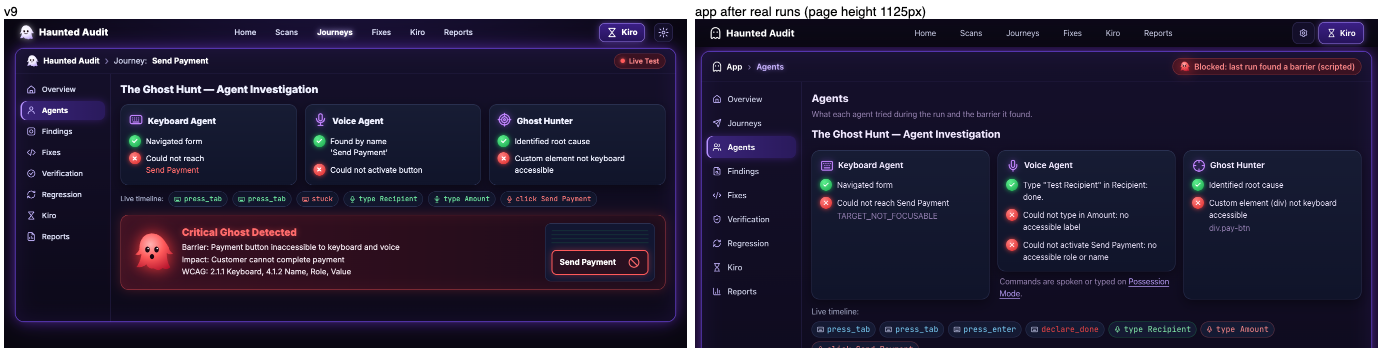 v9
Haunted Audit
Home Scans Journeys Fixes Kiro Reports
Kiro
Haunted Audit > Journey: Send Payment
Live Test
Overview
Agents
Findings
Fixes
Verification
Regression
Kiro
Reports
The Ghost Hunt — Agent Investigation
Keyboard Agent
Navigated form
Could not reach
Send Payment
Voice Agent
Found by name
'Send Payment'
Could not activate button
Ghost Hunter
Identified root cause
Custom element not keyboard
accessible
Live timeline: press_tab press_tab stuck type Recipient type Amount click Send Payment
Critical Ghost Detected
Barrier: Payment button inaccessible to keyboard and voice
Impact: Customer cannot complete payment
WCAG: 2.1.1 Keyboard, 4.1.2 Name, Role, Value
Send Payment
app after real runs (page height 1125px)
Haunted Audit
Home Scans Journeys Fixes Kiro Reports
Kiro
App > Agents
Blocked: last run found a barrier (scripted)
Overview
Journeys
Agents
Findings
Fixes
Verification
Regression
Kiro
Reports
Agents
What each agent tried during the run and the barrier it found.
The Ghost Hunt — Agent Investigation
Keyboard Agent
Navigated form
Could not reach Send Payment
TARGET_NOT_FOCUSABLE
Voice Agent
Type "Test Recipient" in Recipient:
done.
Could not type in Amount: no
accessible label
Could not activate Send Payment: no
accessible role or name
Commands are spoken or typed on Possession
Mode.
Ghost Hunter
Identified root cause
Custom element (div) not keyboard
accessible
div.pay-btn
Live timeline:
press_tab press_tab press_enter declare_done type Recipient type Amount
click Send Payment